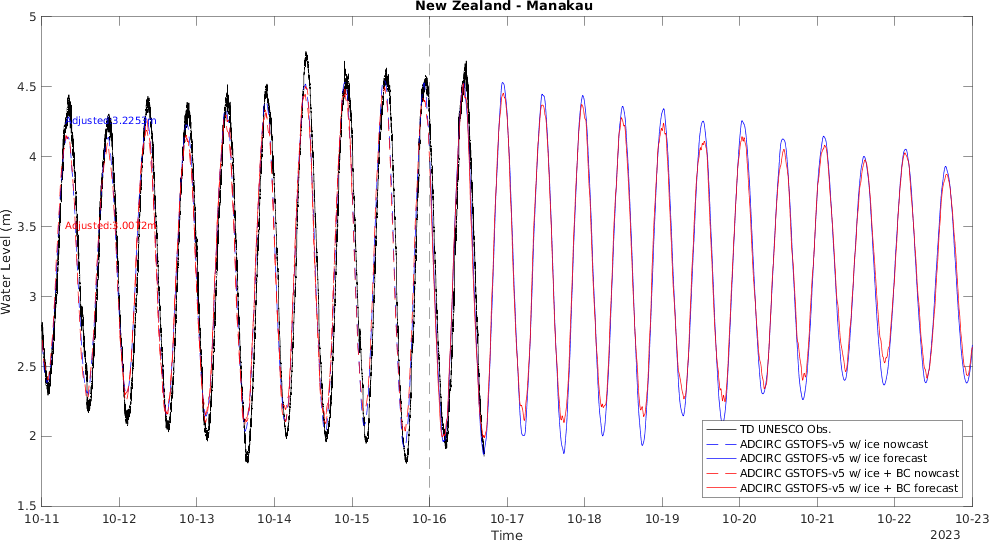 New Zealand - Manakau
5
4.5
4
3.5
3
2.5
2
1.5
Water Level (m)
Adjusted:3.2253m
Adjusted:3.0072m
TD UNESCO Obs.
ADCIRC GSTOFS-v5 w/ ice nowcast
ADCIRC GSTOFS-v5 w/ ice forecast
ADCIRC GSTOFS-v5 w/ ice + BC nowcast
ADCIRC GSTOFS-v5 w/ ice + BC forecast
10-11 10-12 10-13 10-14 10-15 10-16 10-17 10-18 10-19 10-20 10-21 10-22 10-23
Time
2023